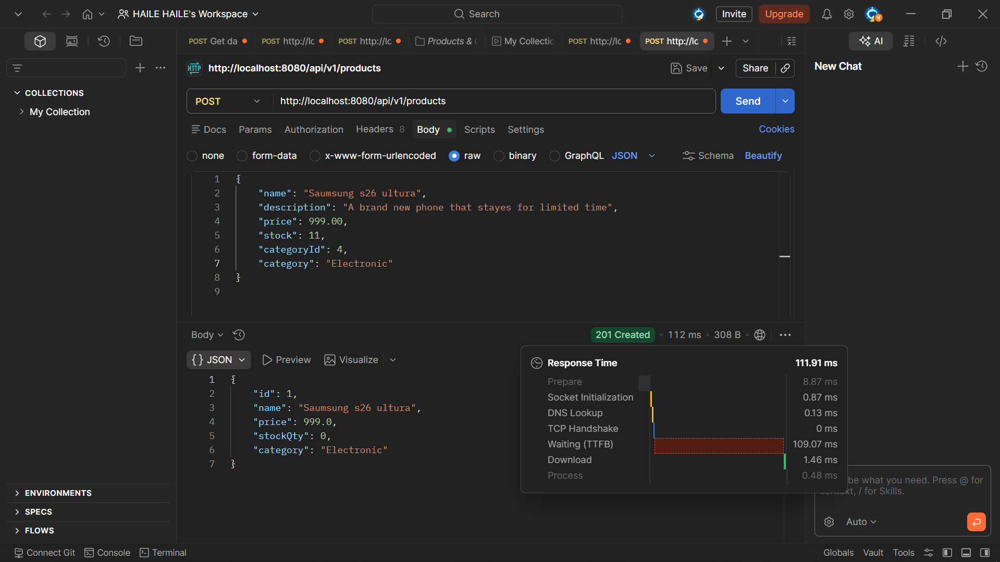 HAILE HAILE's Workspace
Search
Invite
Upgrade
POST Get da
POST http://lc
POST http://lc
Products & 
My Collectic
POST http://lc
POST http://lc
AI
HTTP http://localhost:8080/api/v1/products
Save
Share
New Chat
COLLECTIONS
My Collection
POST
http://localhost:8080/api/v1/products
Send
Docs
Params
Authorization
Headers 8
Body
Scripts
Settings
Cookies
none
form-data
x-www-form-urlencoded
raw
binary
GraphQL
JSON
Schema
Beautify
1 {
2 "name": "Saumsung s26 ultura",
3 "description": "A brand new phone that stayes for limited time",
4 "price": 999.00,
5 "stock": 11,
6 "categoryId": 4,
7 "category": "Electronic"
8 }
9
Body
201 Created • 112 ms • 308 B
{} JSON
Preview
Visualize
1 {
2 "id": 1,
3 "name": "Saumsung s26 ultura",
4 "price": 999.0,
5 "stockQty": 0,
6 "category": "Electronic"
7 }
Response Time 111.91 ms
Prepare 8.87 ms
Socket Initialization 0.87 ms
DNS Lookup 0.13 ms
TCP Handshake 0 ms
Waiting (TTFB) 109.07 ms
Download 1.46 ms
Process 0.48 ms
be what you need. Press @ for
context, / for Skills.
Auto
ENVIRONMENTS
SPECS
FLOWS
Connect Git
Console
Terminal
Globals
Vault
Tools